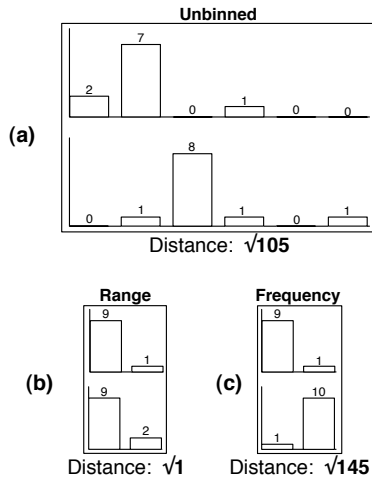 Unbinned
2 7 0 1 0 0
(a)
0 1 8 1 0 1
Distance: √105
Range Frequency
9 1 9 1
(b) (c)
9 2 1 10
Distance: √1 Distance: √145